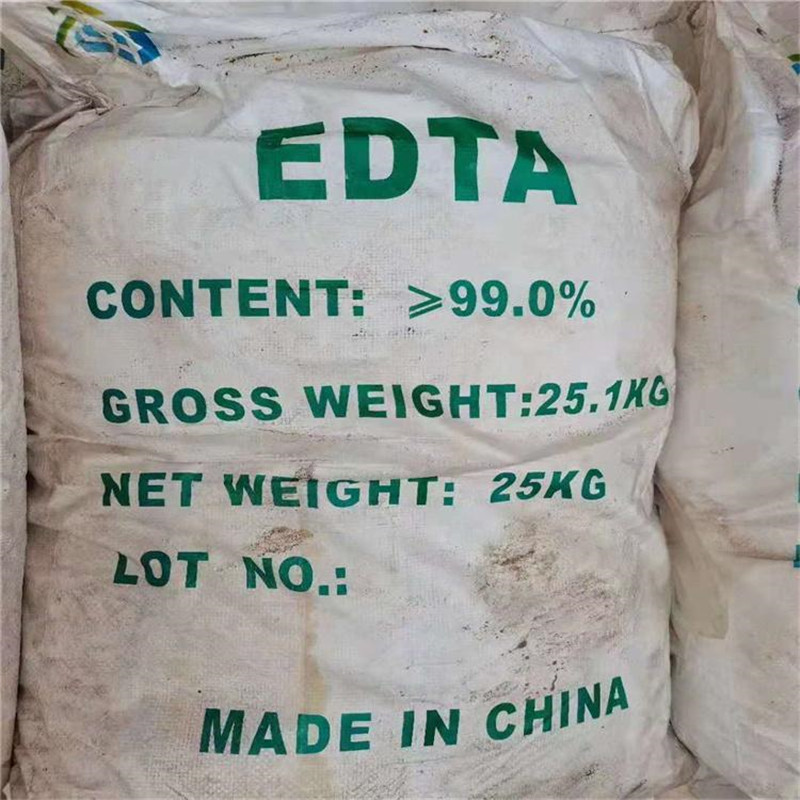 EDTA
CONTENT: ⩾99.0%
GROSS WEIGHT:25.1KG
NET WEIGHT: 25KG
LOT NO.:
MADE IN CHINA